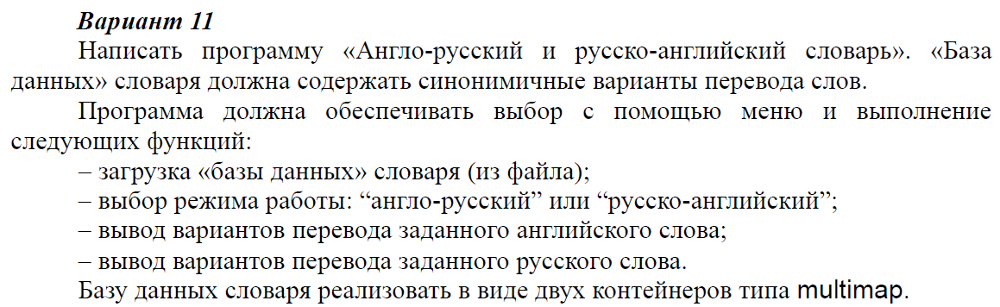 Вариант 11
Написать программу «Англо-русский и русско-английский словарь». «База
данных» словаря должна содержать синонимичные варианты перевода слов.
Программа должна обеспечивать выбор с помощью меню и выполнение
следующих функций:
– загрузка «базы данных» словаря (из файла);
– выбор режима работы: “англо-русский” или “русско-английский”;
– вывод вариантов перевода заданного английского слова;
– вывод вариантов перевода заданного русского слова.
Базу данных словаря реализовать в виде двух контейнеров типа multimap.